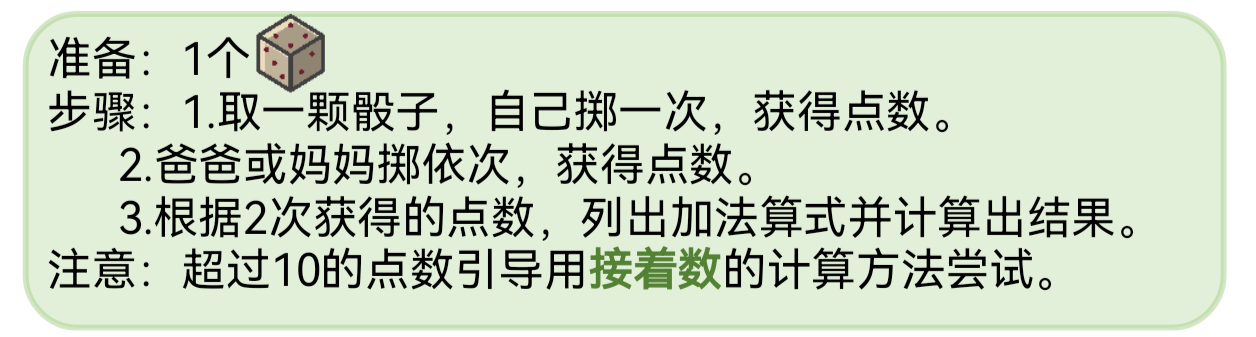 准备：1个
步骤：1.取一颗骰子，自己掷一次，获得点数。
2.爸爸或妈妈掷依次，获得点数。
3.根据2次获得的点数，列出加法算式并计算出结果。
注意：超过10的点数引导用接着数的计算方法尝试。